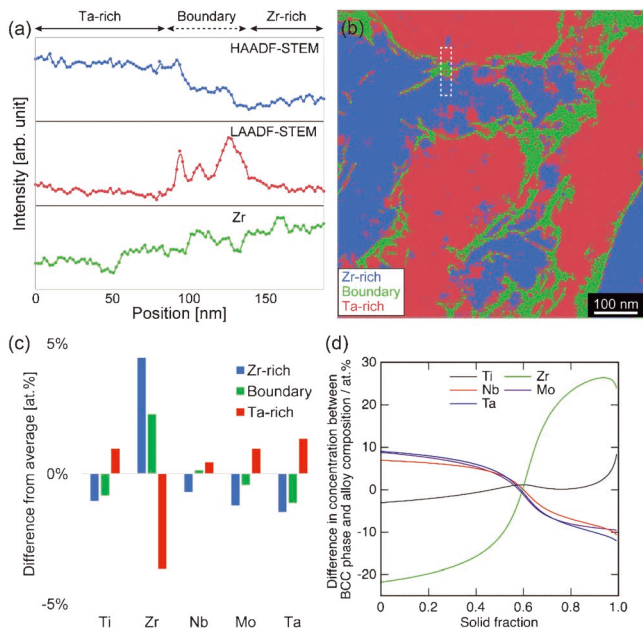 (a)
Ta-rich Boundary Zr-rich
HAADF-STEM
LAADF-STEM
Zr
Intensity [arb. unit]
0 50 100 150
Position [nm]
(b)
Zr-rich
Boundary
Ta-rich
100 nm
(c)
5%
0%
-5%
Difference from average [at.%]
Zr-rich
Boundary
Ta-rich
Ti Zr Nb Mo Ta
(d)
Difference in concentration between
BCC phase and alloy composition / at.%
30
20
10
0
-10
-20
Ti Zr
Nb Mo
Ta
0 0.2 0.4 0.6 0.8 1.0
Solid fraction